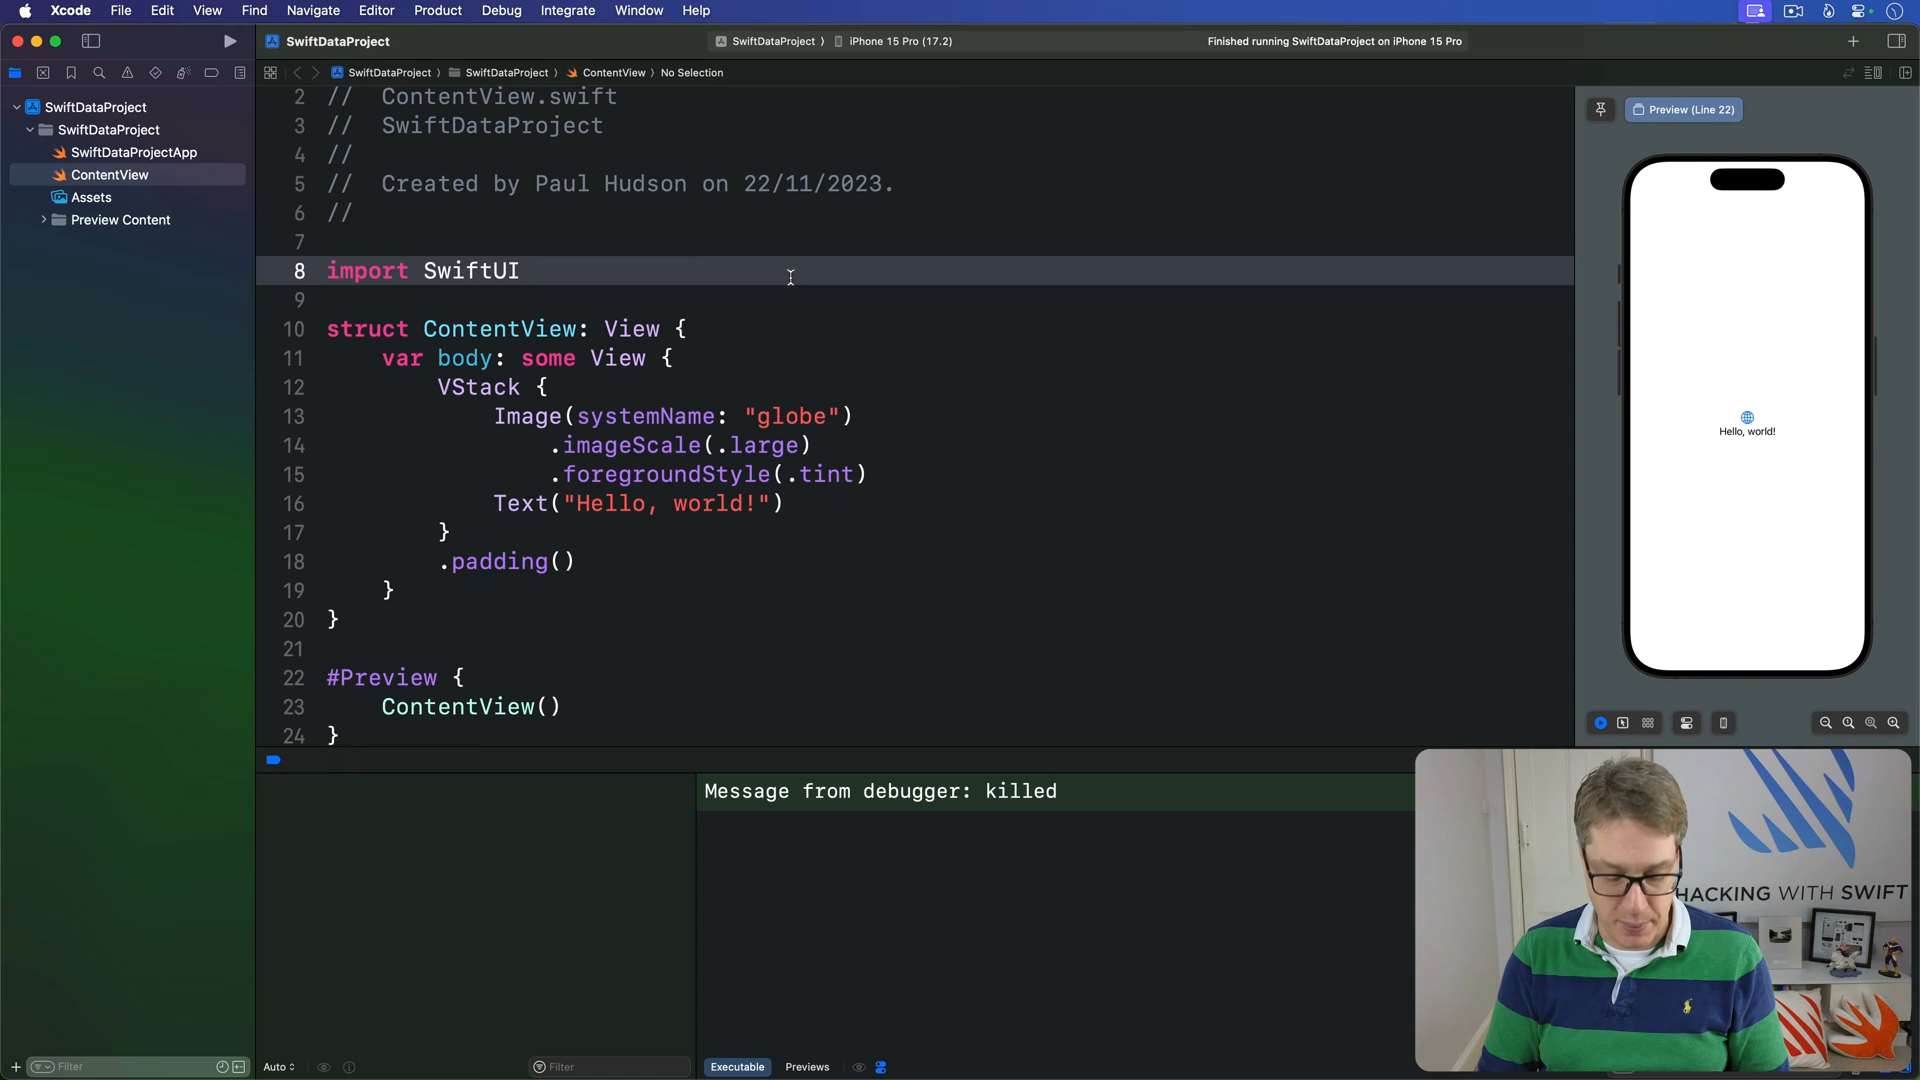 Xcode File Edit View Find Navigate Editor Product Debug Integrate Window Help
SwiftDataProject
SwiftDataProject 〉 iPhone 15 Pro (17.2)
Finished running SwiftDataProject on iPhone 15 Pro
SwiftDataProject 〉 SwiftDataProject 〉 ContentView 〉 No Selection
SwiftDataProject
SwiftDataProject
SwiftDataProjectApp
ContentView
Assets
Preview Content
2 //  ContentView.swift
3 //  SwiftDataProject
4 //
5 //  Created by Paul Hudson on 22/11/2023.
6 //
7
8 import SwiftUI
9
10 struct ContentView: View {
11     var body: some View {
12         VStack {
13             Image(systemName: "globe")
14                 .imageScale(.large)
15                 .foregroundStyle(.tint)
16             Text("Hello, world!")
17         }
18         .padding()
19     }
20 }
21
22 #Preview {
23     ContentView()
24 }
Preview (Line 22)
Hello, world!
Message from debugger: killed
HACKING WITH SWIFT
Filter
Auto
Filter
Executable
Previews